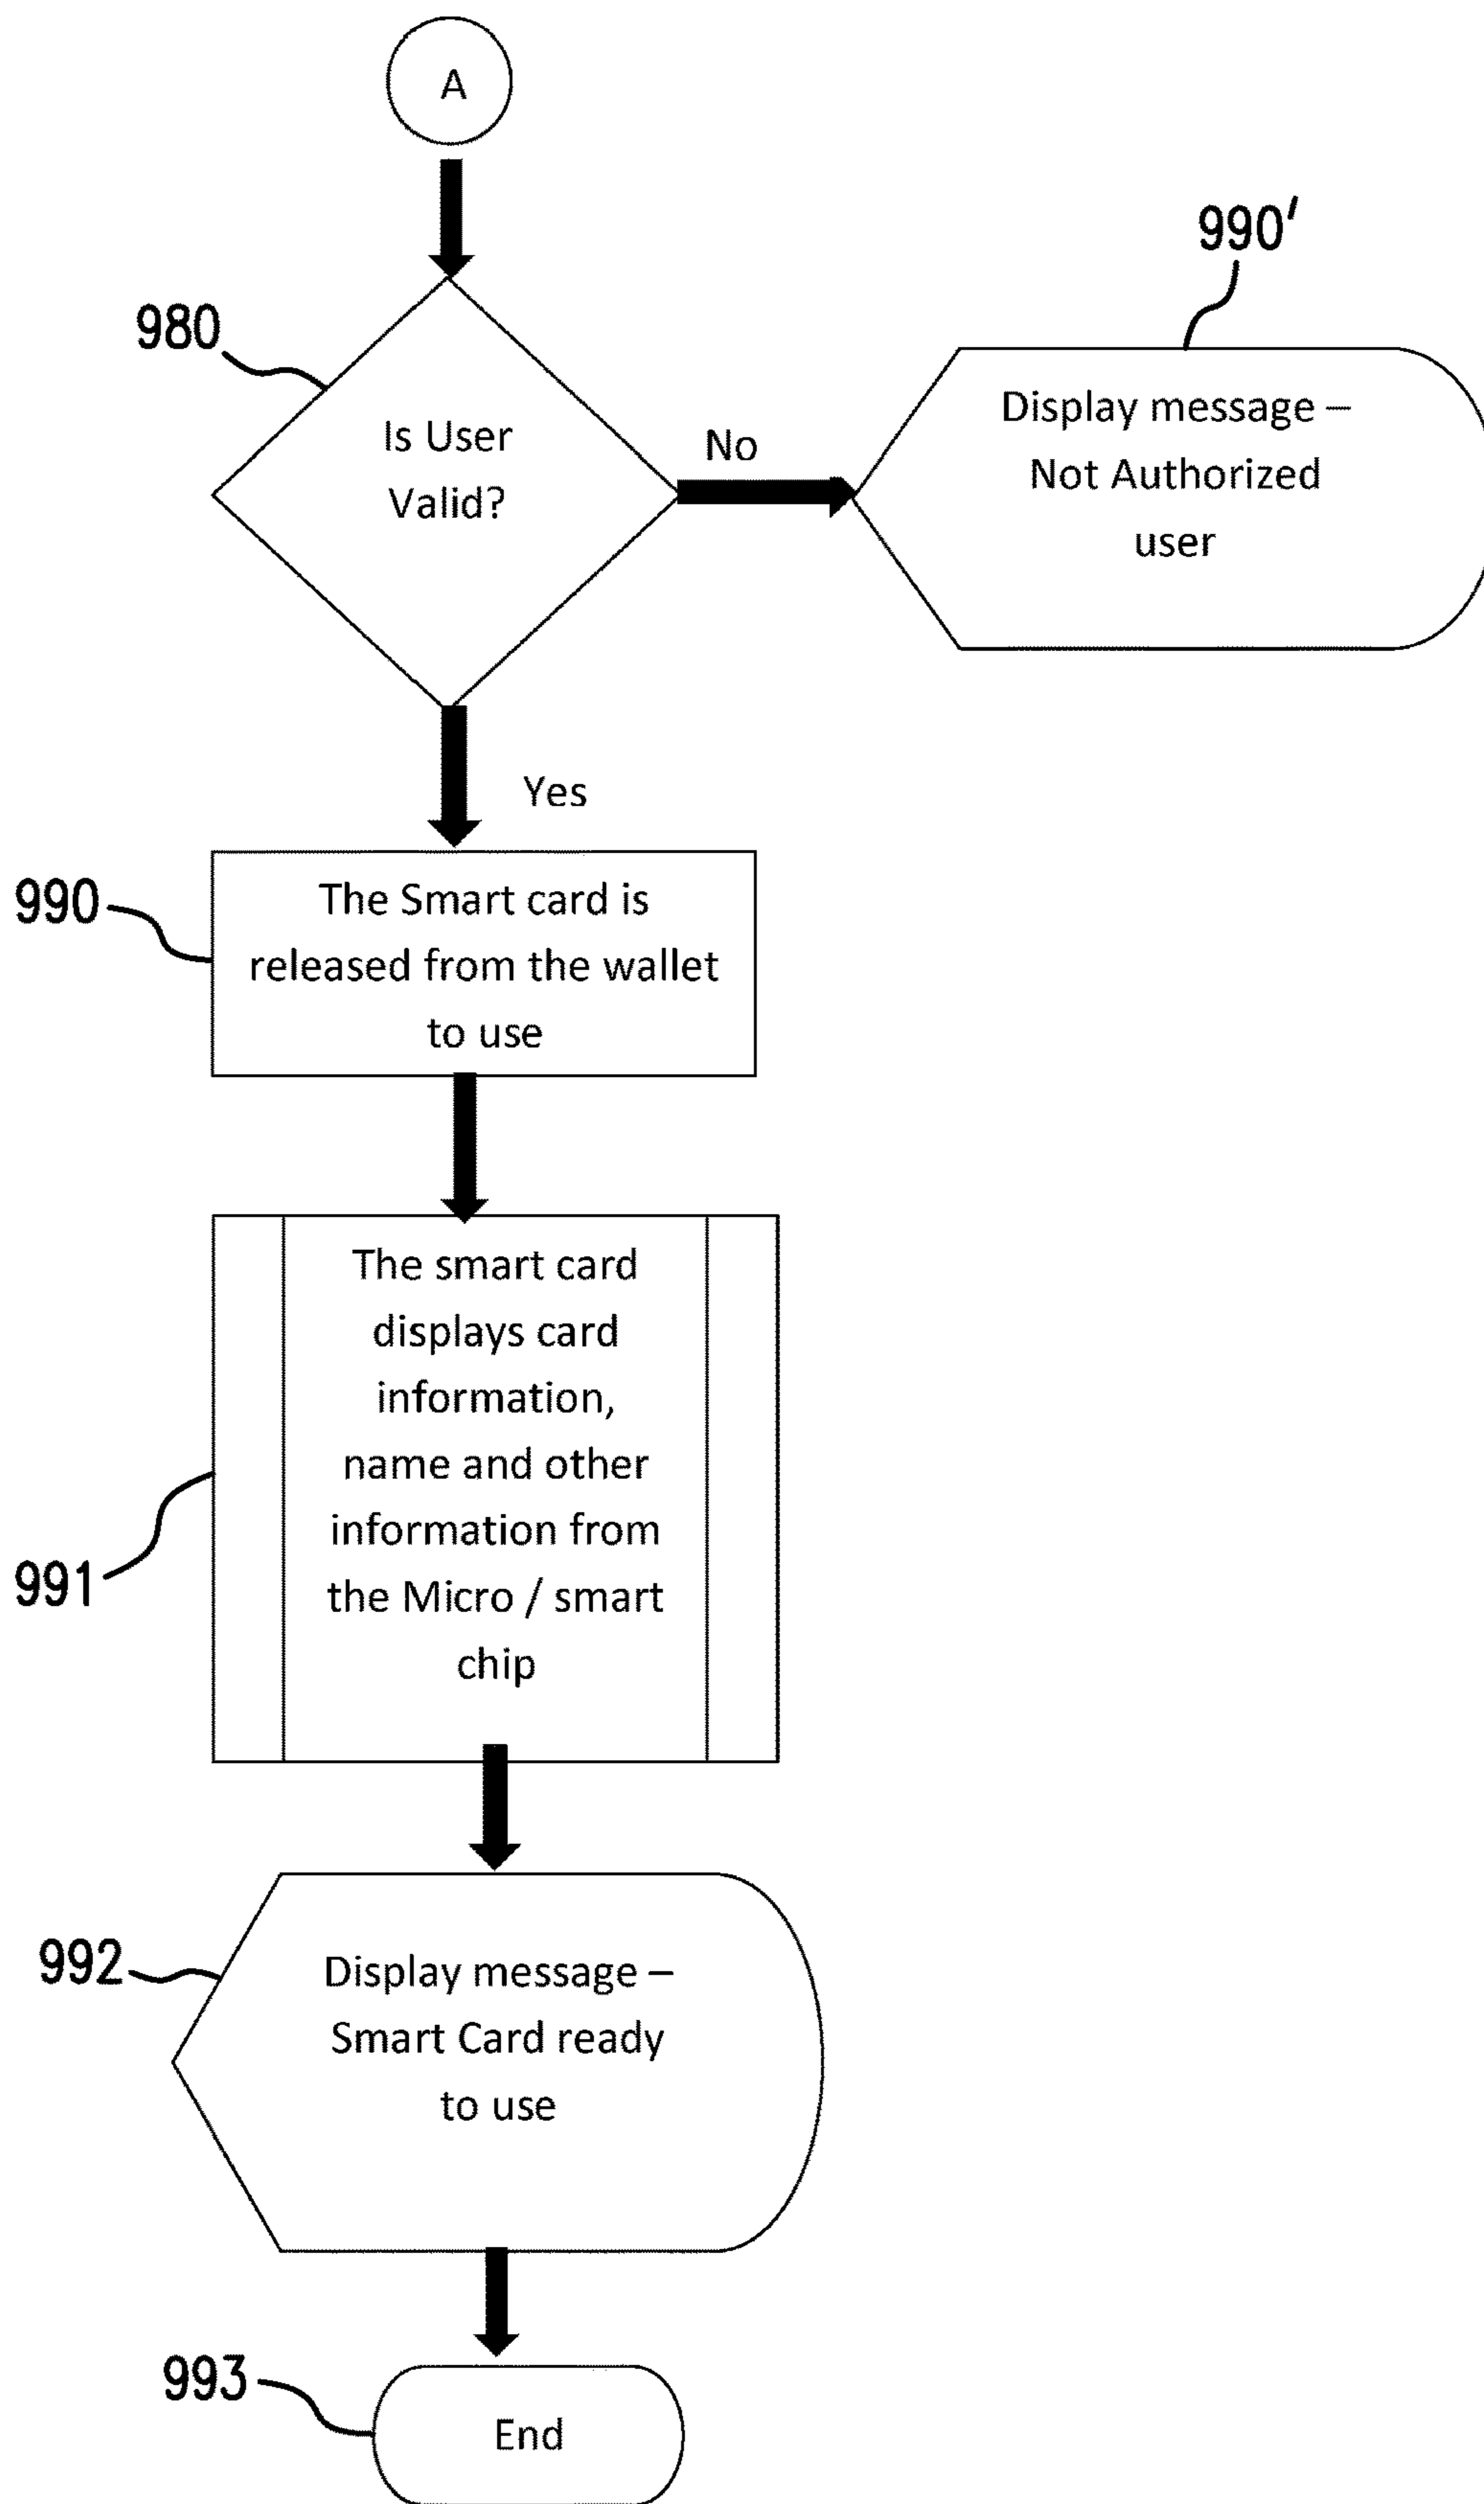 A
980
Is User
Valid?
No
990'
Display message –
Not Authorized
user
Yes
990
The Smart card is
released from the wallet
to use
991
The smart card
displays card
information,
name and other
information from
the Micro / smart
chip
992
Display message –
Smart Card ready
to use
993
End